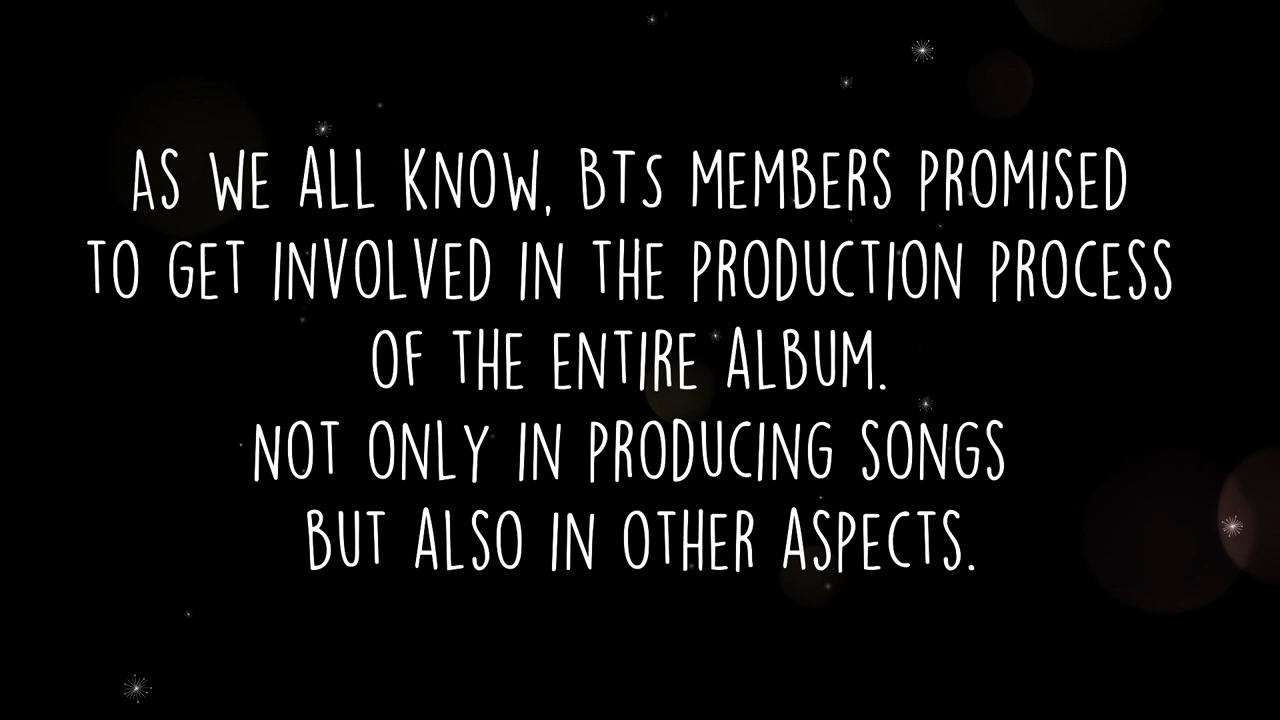 AS WE ALL KNOW, BTS MEMBERS PROMISED
TO GET INVOLVED IN THE PRODUCTION PROCESS
OF THE ENTIRE ALBUM.
NOT ONLY IN PRODUCING SONGS
BUT ALSO IN OTHER ASPECTS.